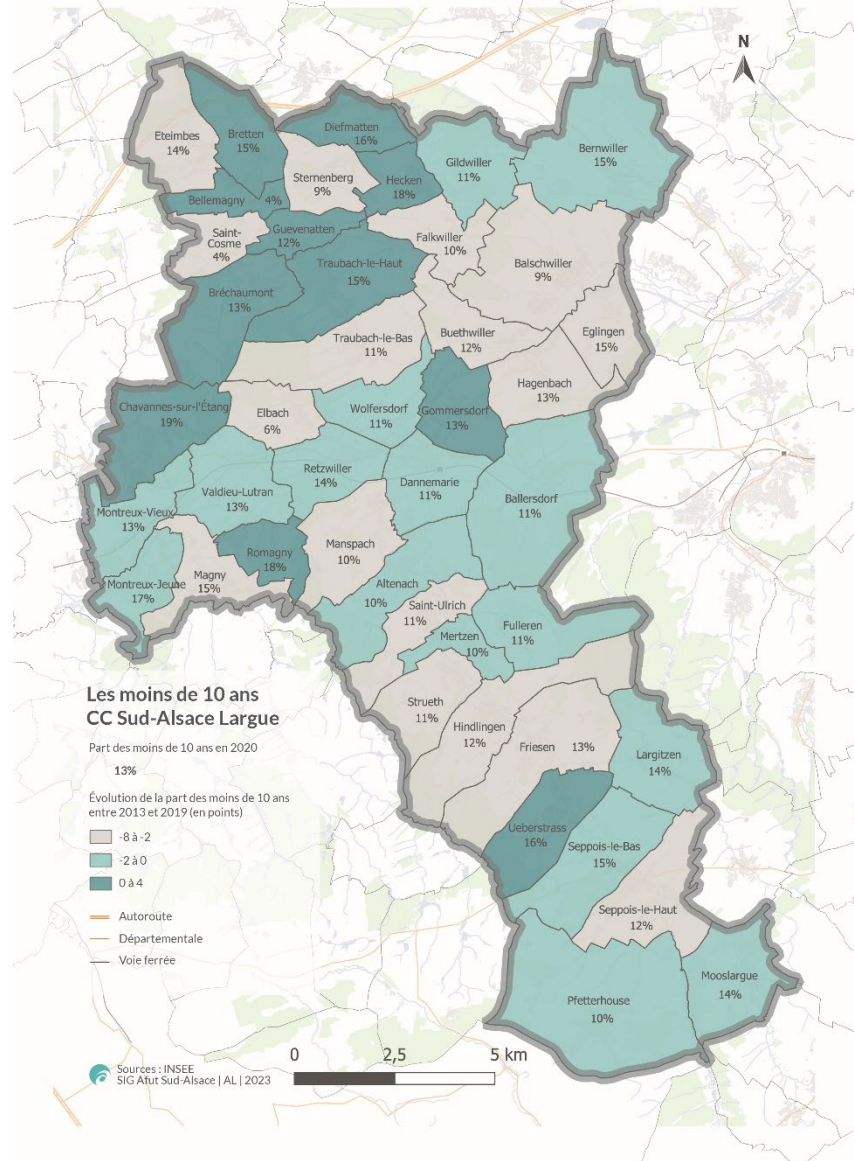 N
Eteimbes
14%
Bretten
15%
Diefmatten
16%
Sternenberg
9%
Hecken
18%
Gildwiller
11%
Bernwiller
15%
Bellemagny
4%
Saint-
Cosme
4%
Guevenatten
12%
Falkwiller
10%
Traubach-le-Haut
15%
Balschwiller
9%
Bréchaumont
13%
Traubach-le-Bas
11%
Buethwiller
12%
Eglingen
15%
Hagenbach
13%
Chavannes-sur-l'Étang
19%
Elbach
6%
Wolfersdorf
11%
Gommersdorf
13%
Retzwiller
14%
Dannemarie
11%
Ballersdorf
11%
Valdieu-Lutran
13%
Montreux-Vieux
13%
Manspach
10%
Romagny
18%
Magny
15%
Montreux-Jeune
17%
Altenach
10%
Saint-Ulrich
11%
Fulleren
11%
Mertzen
10%
Strueth
11%
Hindlingen
12%
Friesen 13%
Largitzen
14%
Ueberstrass
16%
Seppois-le-Bas
15%
Seppois-le-Haut
12%
Mooslargue
14%
Pfetterhouse
10%
Les moins de 10 ans
CC Sud-Alsace Largue
Part des moins de 10 ans en 2020
13%
Évolution de la part des moins de 10 ans
entre 2013 et 2019 (en points)
-8 à -2
-2 à 0
0 à 4
Autoroute
Départementale
Voie ferrée
Sources : INSEE
SIG Afut Sud-Alsace | AL | 2023
0 2,5 5 km